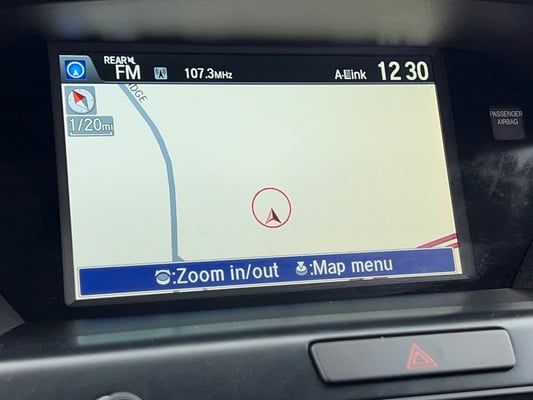 REAR
FM 107.3MHz A-Link 12 30
DGE
1/20mi
:Zoom in/out :Map menu
PASSENGER
AIRBAG